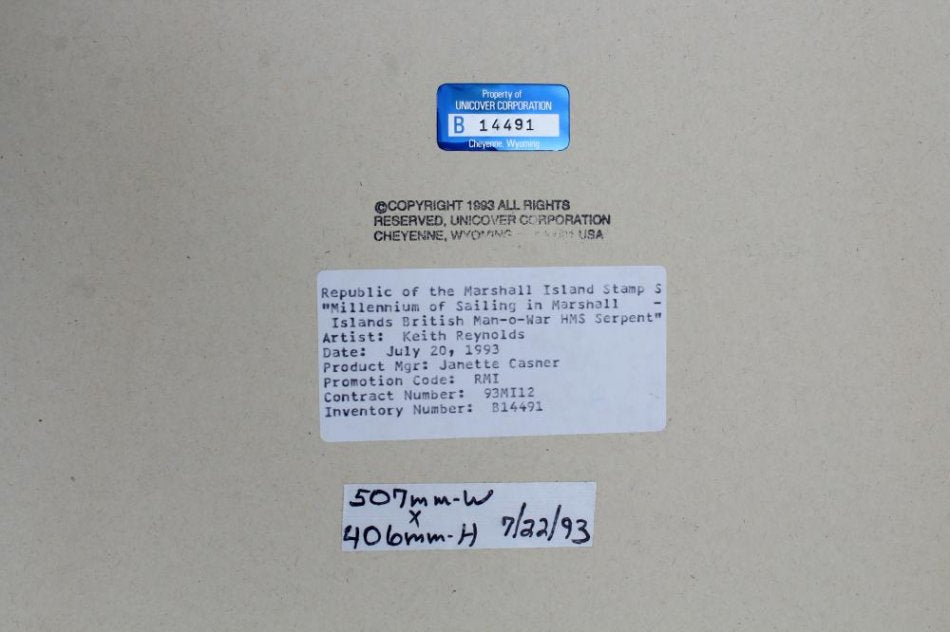 Property of
UNICOVER CORPORATION
B 14491
Cheyenne, Wyoming
©COPYRIGHT 1993 ALL RIGHTS
RESERVED, UNICOVER CORPORATION
CHEYENNE, WYOMING USA
Republic of the Marshall Island Stamp S
"Millennium of Sailing in Marshall -
Islands British Man-o-War HMS Serpent"
Artist: Keith Reynolds
Date: July 20, 1993
Product Mgr: Janette Casner
Promotion Code: RMI
Contract Number: 93MI12
Inventory Number: B14491
507mm-W
x
406mm-H 7/22/93